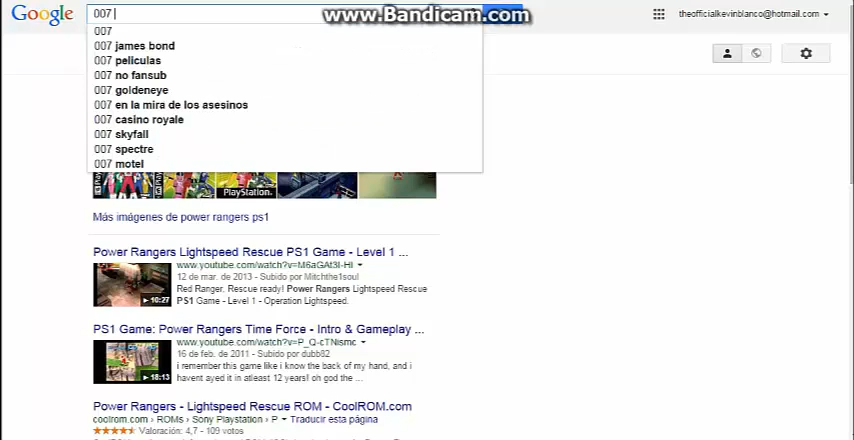 Google
007
www.Bandicam.com
theofficialkevinblanco@hotmail.com
007
007 james bond
007 peliculas
007 no fansub
007 goldeneye
007 en la mira de los asesinos
007 casino royale
007 skyfall
007 spectre
007 motel
PlayStation.
Más imágenes de power rangers ps1
Power Rangers Lightspeed Rescue PS1 Game - Level 1 ...
www.youtube.com/watch?v=M6aGAt3I-HI
12 de mar. de 2013 - Subido por Mitchthe1soul
Red Ranger, Rescue ready! Power Rangers Lightspeed Rescue
PS1 Game - Level 1 - Operation Lightspeed.
10:27
PS1 Game: Power Rangers Time Force - Intro & Gameplay ...
www.youtube.com/watch?v=P_Q-cTNismc
16 de feb. de 2011 - Subido por dubb82
i remember this game like i know the back of my hand, and i
havent ayed it in atleast 12 years! oh god the ...
18:13
Power Rangers - Lightspeed Rescue ROM - CoolROM.com
coolrom.com › ROMs › Sony Playstation › P Traducir esta página
Valoración: 4,7 - 109 votos